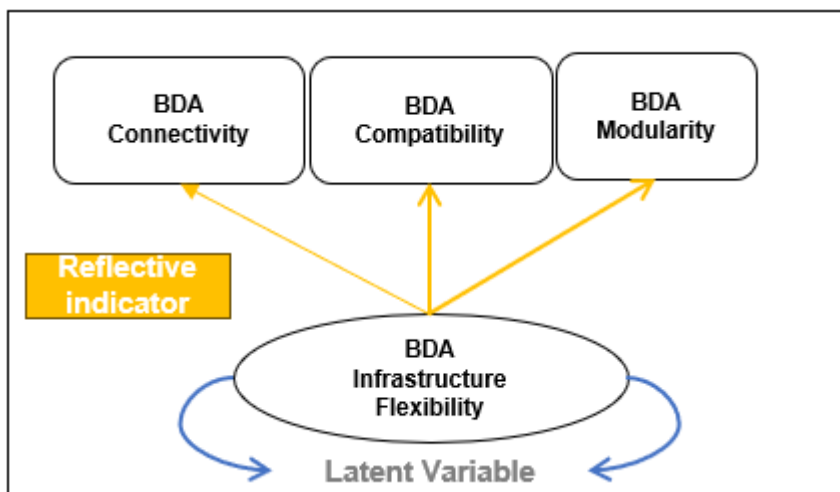 BDA
Connectivity
BDA
Compatibility
BDA
Modularity
Reflective
indicator
BDA
Infrastructure
Flexibility
Latent Variable